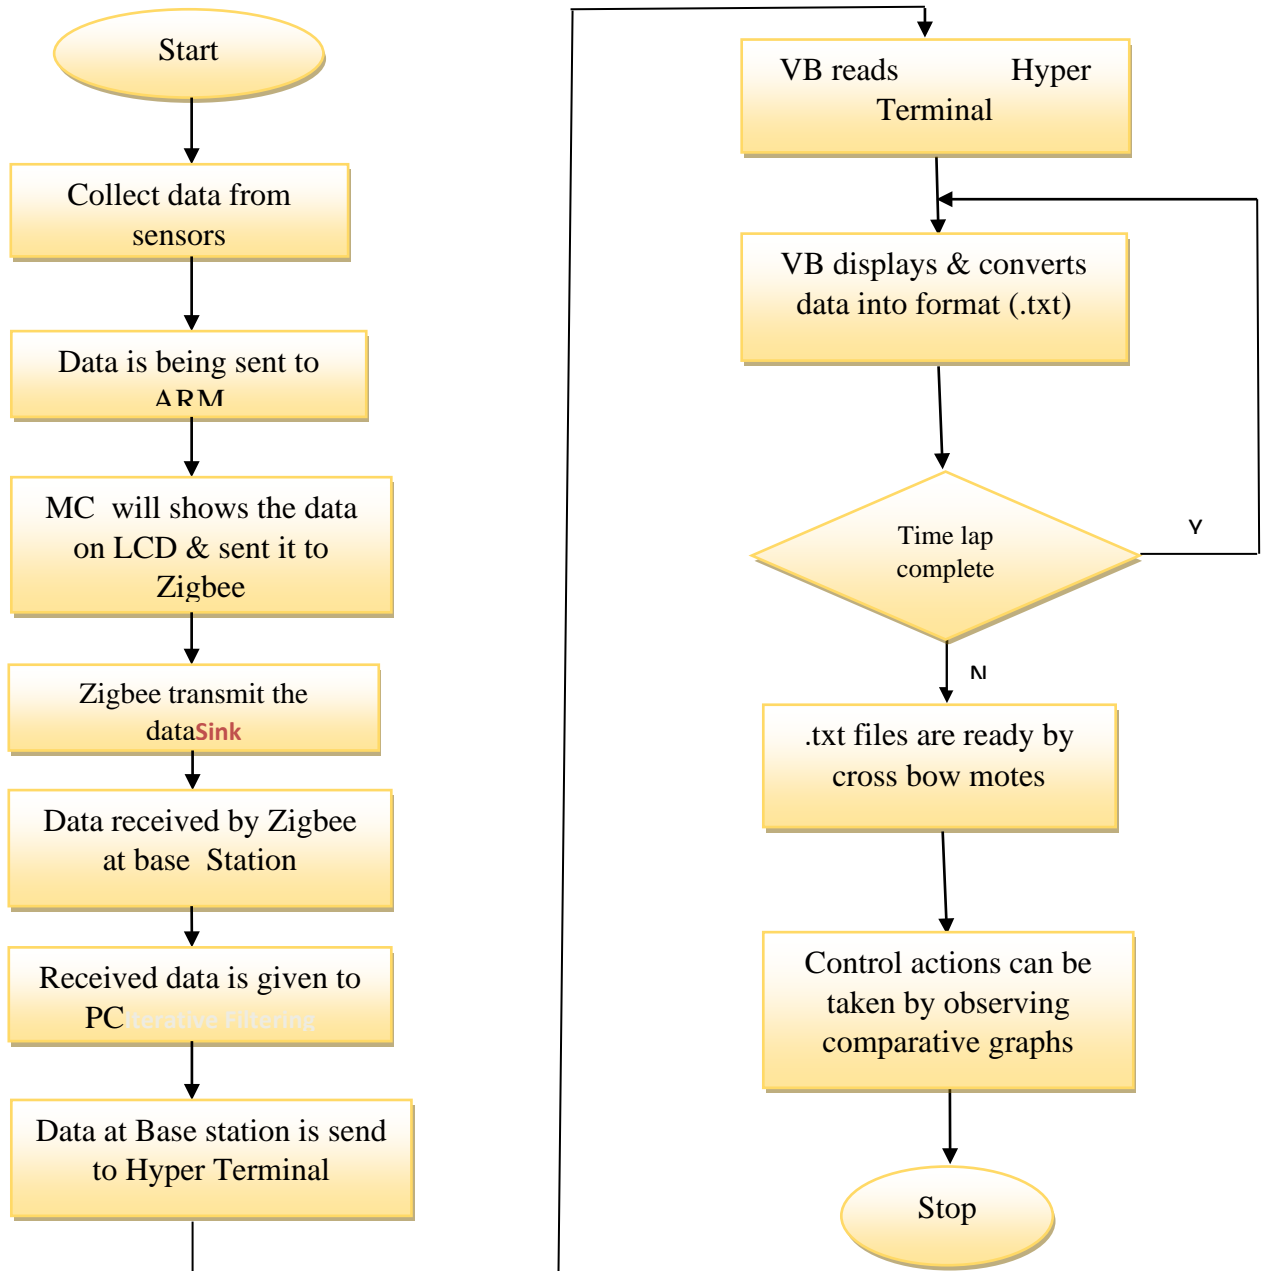 Start
Collect data from
sensors
Data is being sent to
ARM
MC will shows the data
on LCD & sent it to
Zigbee
Zigbee transmit the
dataSink
Data received by Zigbee
at base Station
Received data is given to
PCIterative Filtering
Data at Base station is send
to Hyper Terminal
VB reads Hyper
Terminal
VB displays & converts
data into format (.txt)
Time lap
complete
Y
N
.txt files are ready by
cross bow motes
Control actions can be
taken by observing
comparative graphs
Stop